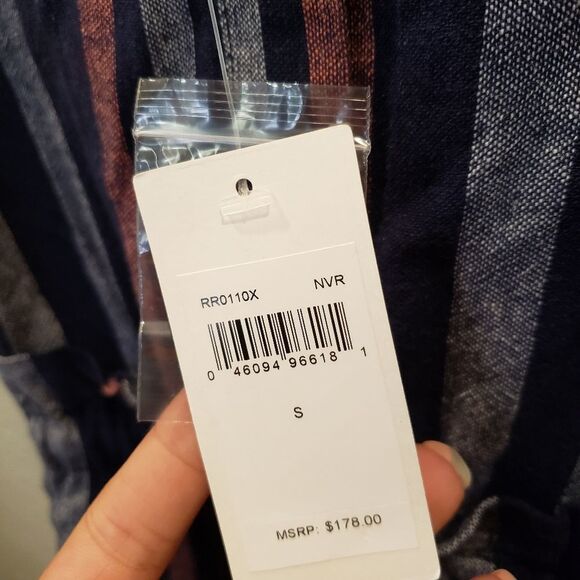 RR0110X NVR
0 46094 96618 1
S
MSRP: $178.00